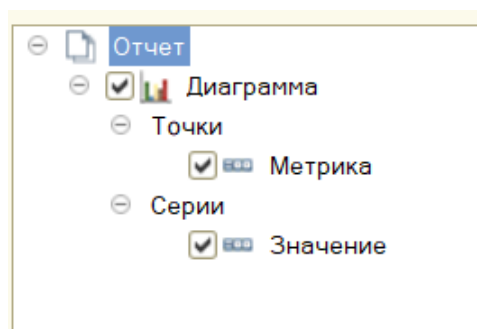 Отчет
Диаграмма
Точки
Метрика
Серии
Значение